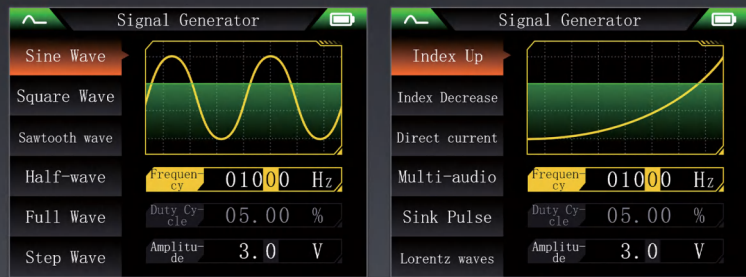 Signal Generator
Sine Wave
Square Wave
Sawtooth wave
Half-wave
Full Wave
Step Wave
Frequen-
cy
01000 Hz
Duty Cy-
cle
05.00 %
Amplitu-
de
3.0 V
Signal Generator
Index Up
Index Decrease
Direct current
Multi-audio
Sink Pulse
Lorentz waves
Frequen-
cy
01000 Hz
Duty Cy-
cle
05.00 %
Amplitu-
de
3.0 V